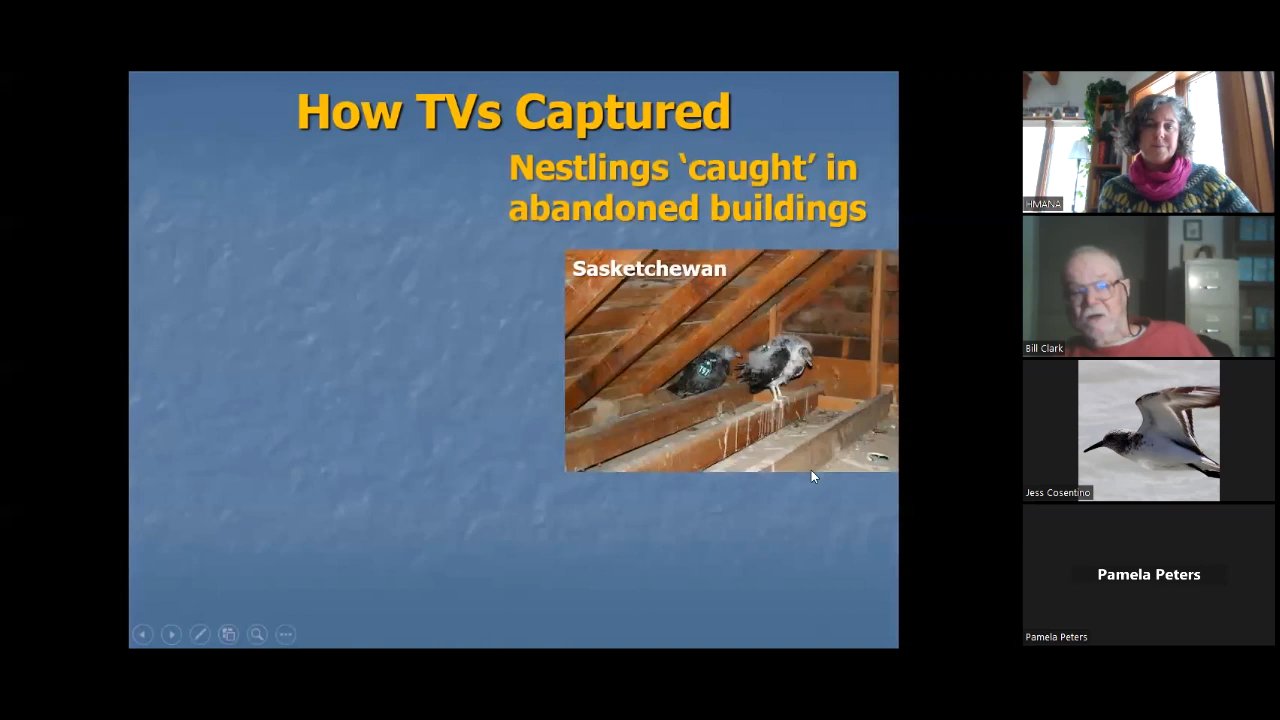 How TVs Captured
Nestlings ‘caught’ in
abandoned buildings
Sasketchewan
HMANA
Bill Clark
Jess Cosentino
Pamela Peters
Pamela Peters